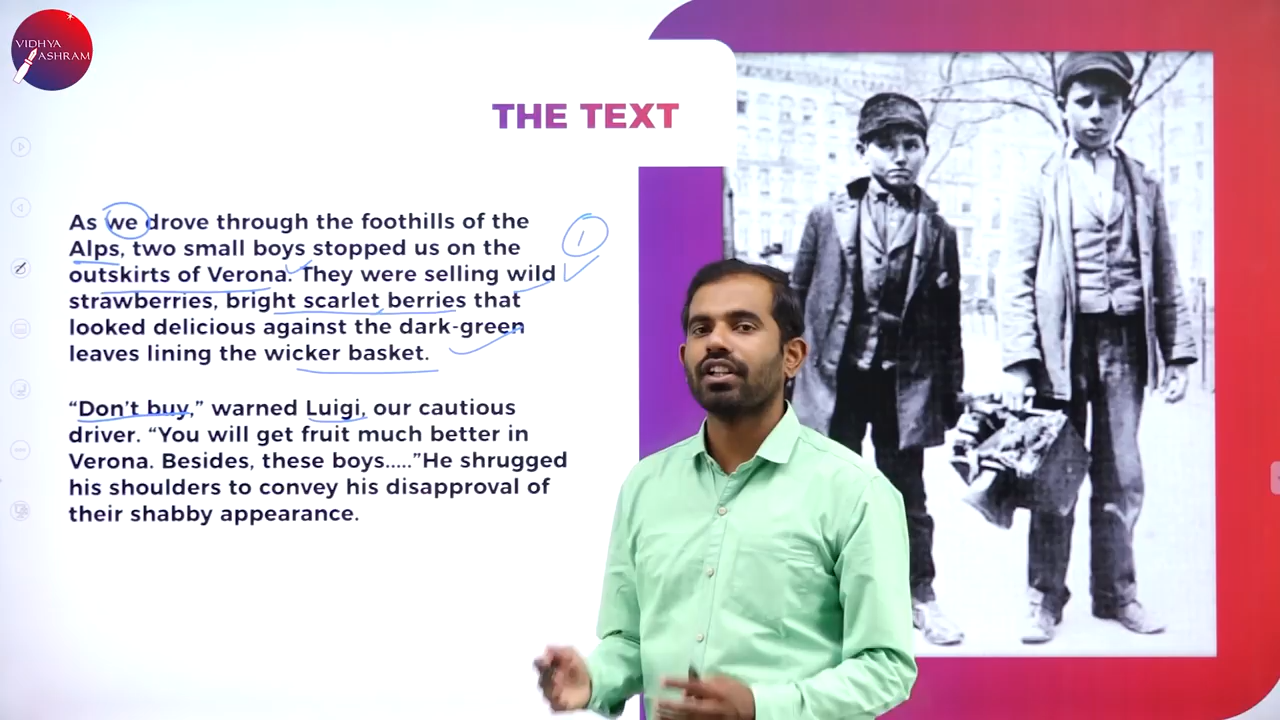 VIDHYA
ASHRAM
THE TEXT
As we drove through the foothills of the
Alps, two small boys stopped us on the
outskirts of Verona. They were selling wild
strawberries, bright scarlet berries that
looked delicious against the dark-green
leaves lining the wicker basket.
1
“Don’t buy,” warned Luigi, our cautious
driver. “You will get fruit much better in
Verona. Besides, these boys.....”He shrugged
his shoulders to convey his disapproval of
their shabby appearance.